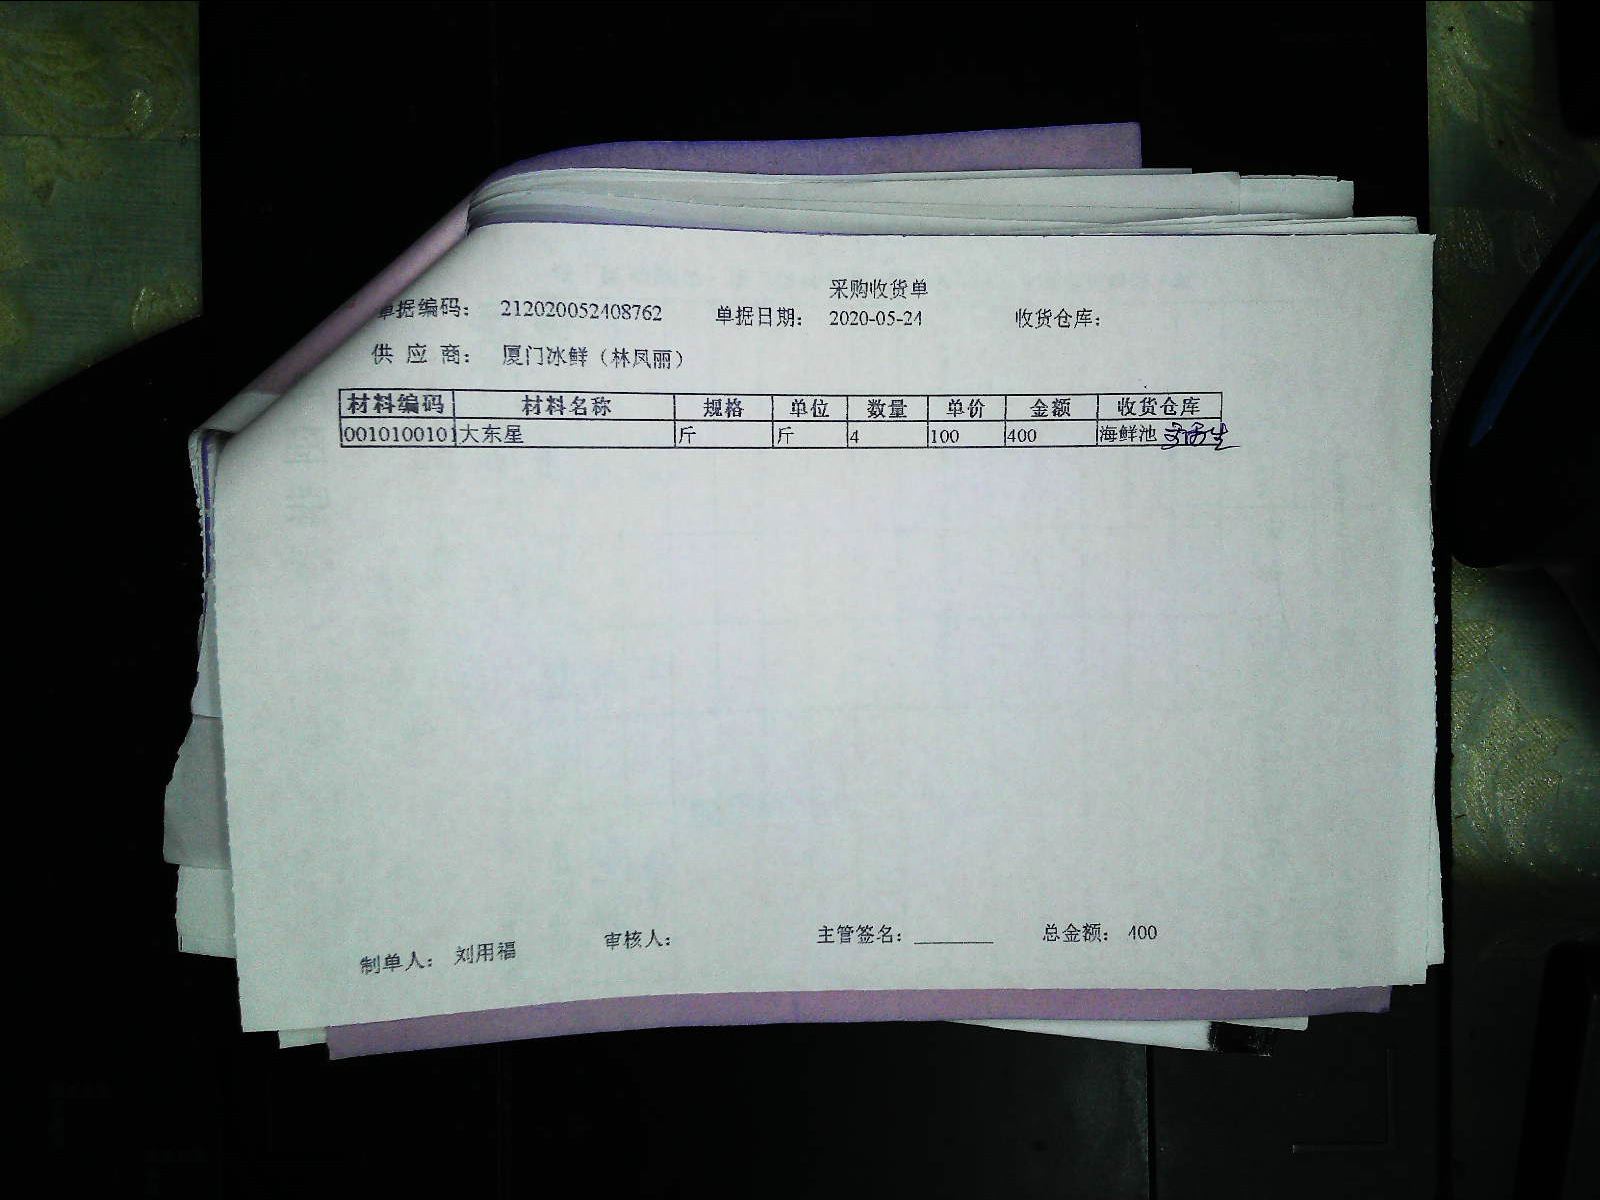 采购收货单
单据编码： 212020052408762 单据日期： 2020-05-24 收货仓库：
供 应 商： 厦门冰鲜（林凤丽）
材料编码 材料名称 规格 单位 数量 单价 金额 收货仓库
0010100101 大东星 斤 斤 4 100 400 海鲜池
制单人： 刘用福 审核人： 主管签名：________ 总金额： 400